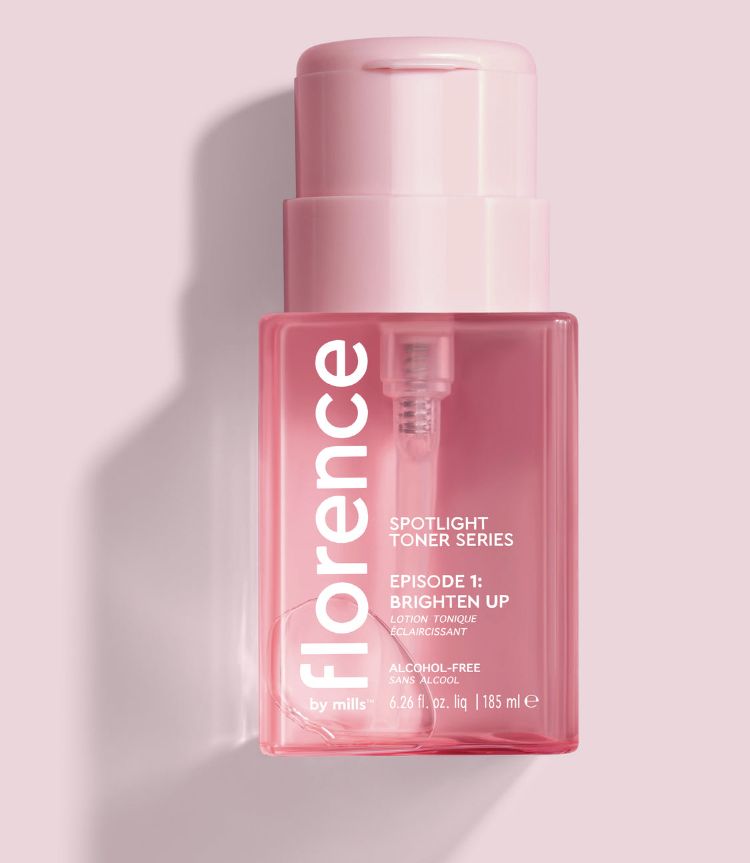 florence
by mills™
SPOTLIGHT
TONER SERIES
EPISODE 1:
BRIGHTEN UP
LOTION TONIQUE
ÉCLAIRCISSANT
ALCOHOL-FREE
SANS ALCOOL
6.26 fl. oz. liq | 185 ml ℮